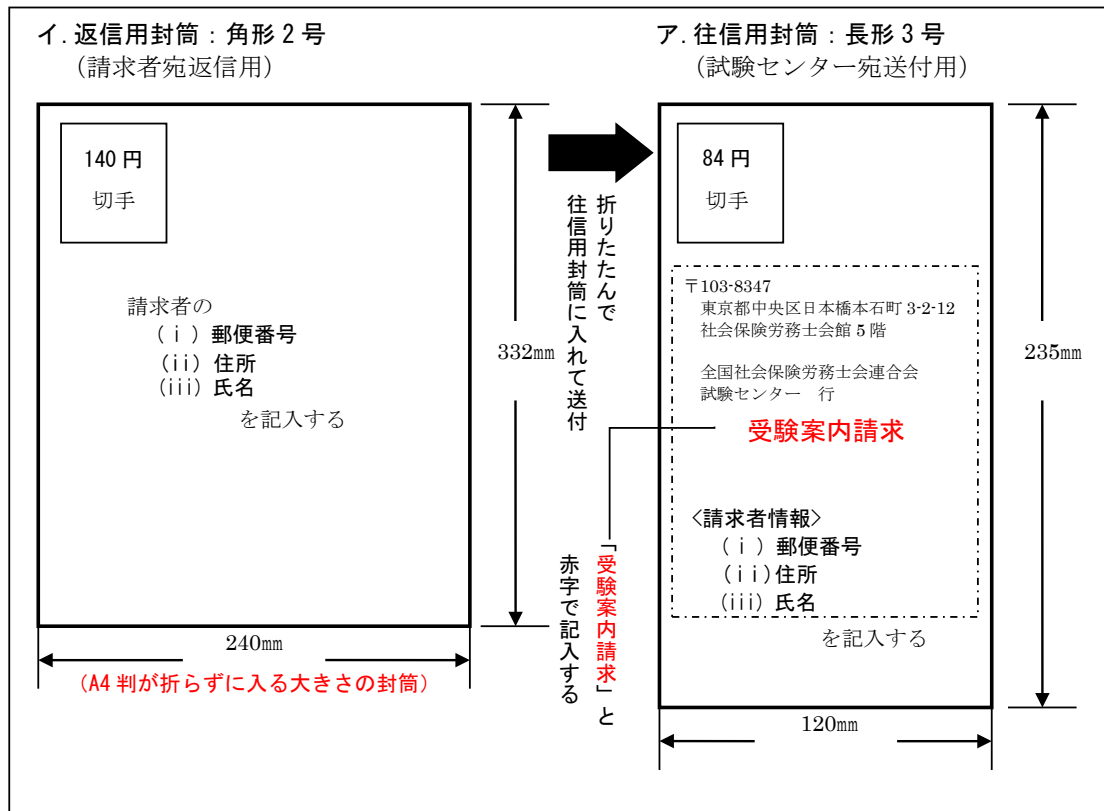 イ.返信用封筒：角形２号
（請求者宛返信用）
140 円
切手
請求者の
（ⅰ）郵便番号
（ii）住所
（iii）氏名
を記入する
332㎜
240㎜
（A4 判が折らずに入る大きさの封筒）
折りたたんで
往信用封筒に入れて送付
「受験案内請求」と
赤字で記入する
ア.往信用封筒：長形３号
（試験センター宛送付用）
84 円
切手
〒103-8347
東京都中央区日本橋本石町 3-2-12
社会保険労務士会館 5 階
全国社会保険労務士会連合会
試験センター　行
受験案内請求
〈請求者情報〉
（ⅰ）郵便番号
（ii）住所
（iii）氏名
を記入する
235㎜
120㎜